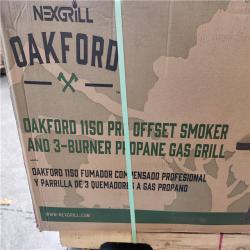 NEXGRILL
OAKFORD
OAKFORD 1150 PRO OFFSET SMOKER
AND 3-BURNER PROPANE GAS GRILL
OAKFORD 1150 FUMADOR COMPENSADO PROFESIONAL
Y PARRILLA DE 3 QUEMADORES A GAS PROPANO
WWW.NEXGRILL.COM